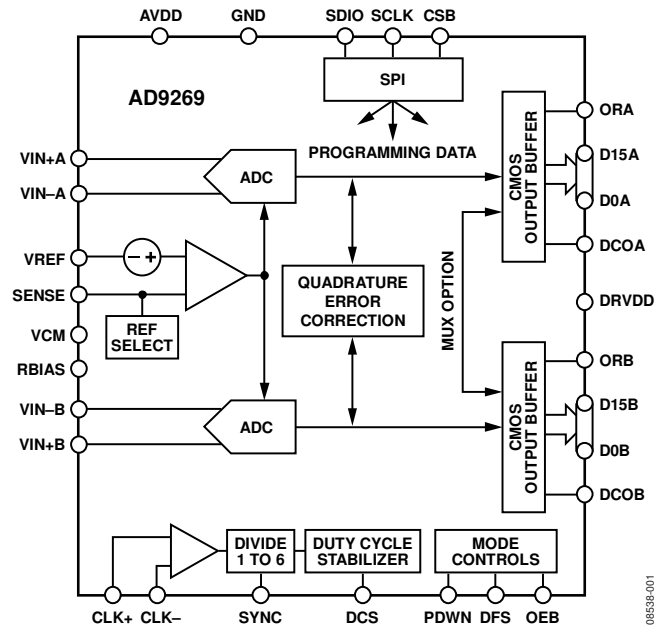 AVDD GND SDIO SCLK CSB
SPI
AD9269
PROGRAMMING DATA
ORA
VIN+A
ADC
CMOS
OUTPUT BUFFER
D15A
VIN–A
D0A
VREF
– +
DCOA
SENSE
QUADRATURE
ERROR
CORRECTION
MUX OPTION
DRVDD
REF
SELECT
VCM
RBIAS
ORB
VIN–B
ADC
CMOS
OUTPUT BUFFER
D15B
VIN+B
D0B
DCOB
DIVIDE
1 TO 6
DUTY CYCLE
STABILIZER
MODE
CONTROLS
CLK+ CLK– SYNC DCS PDWN DFS OEB
08538-001